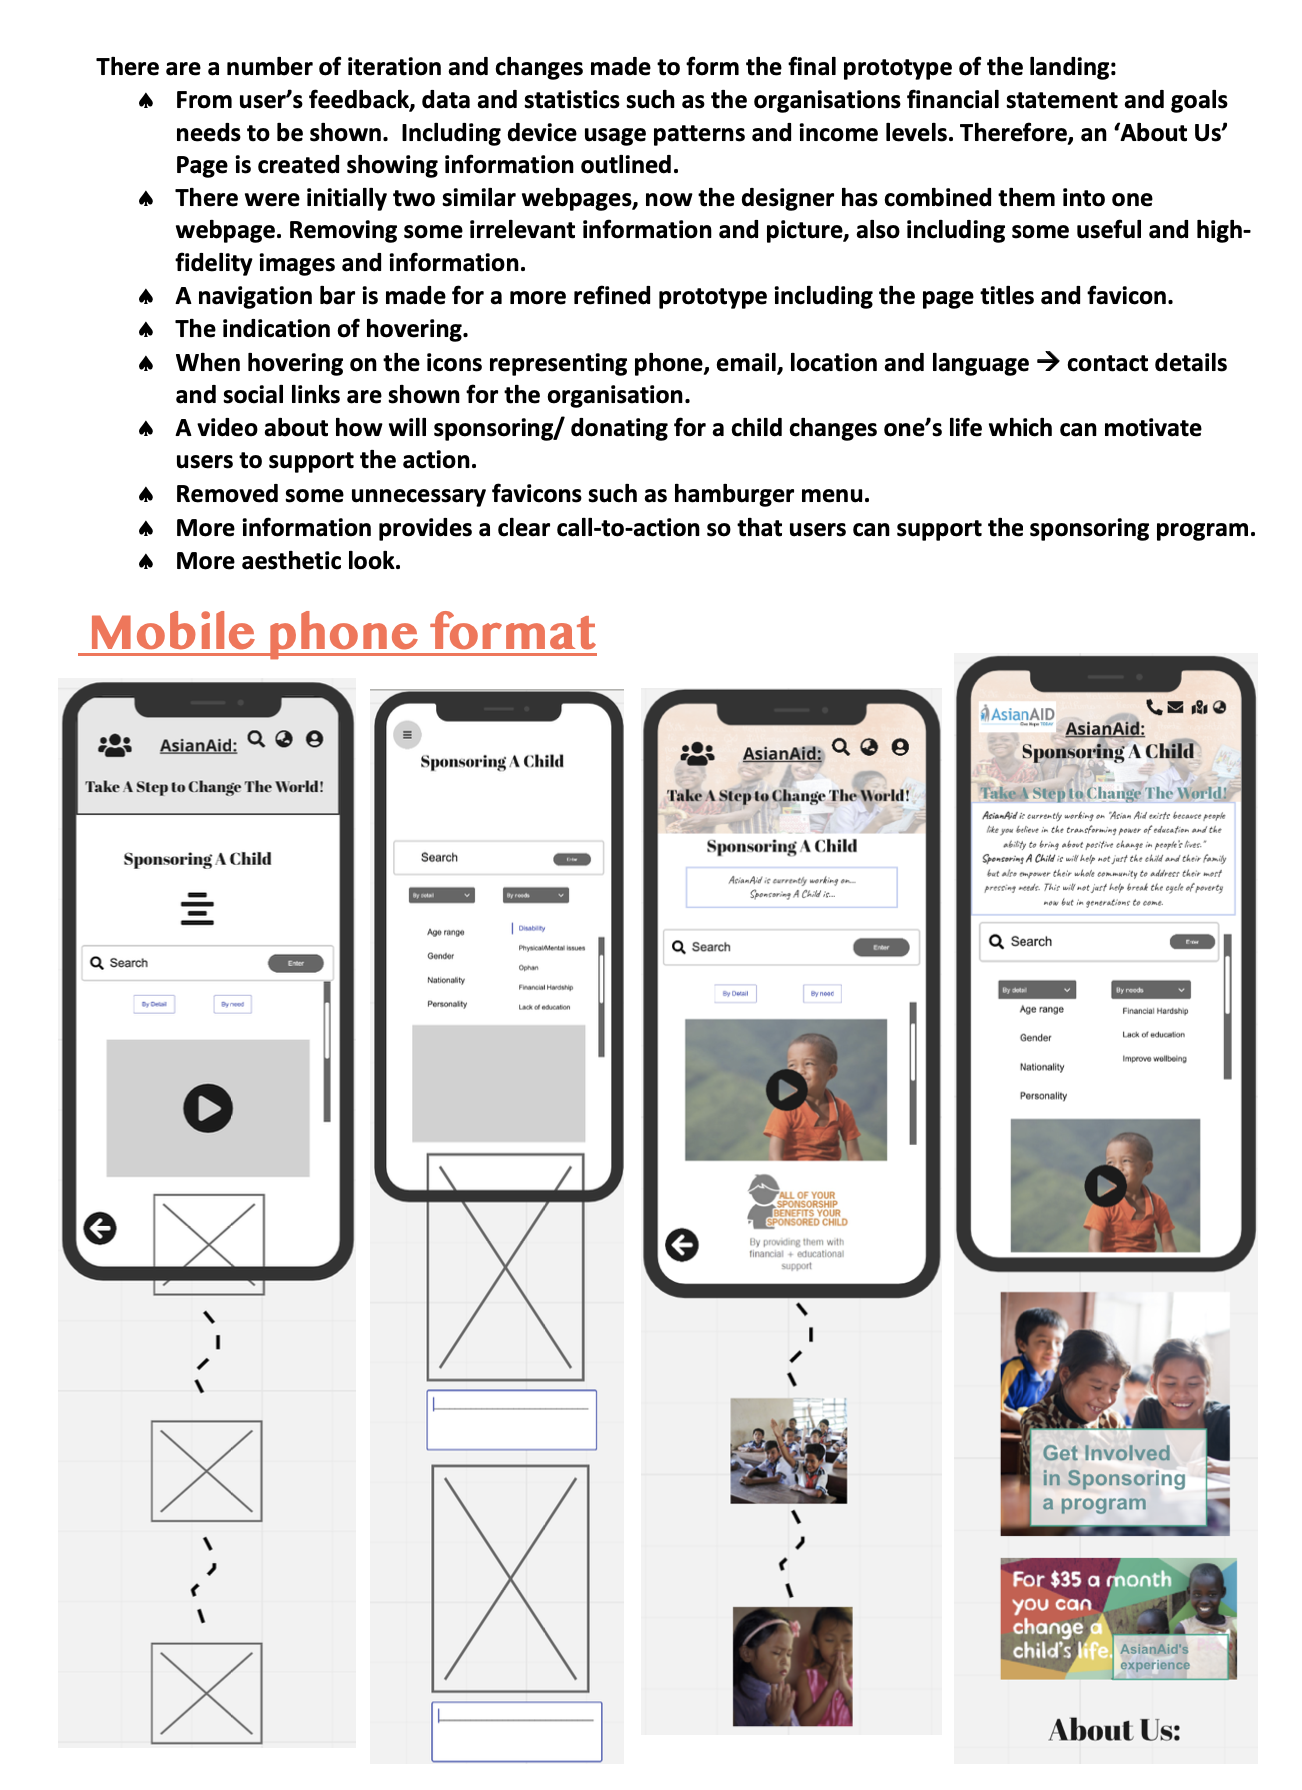 There are a number of iteration and changes made to form the final prototype of the landing:
♠ From user's feedback, data and statistics such as the organisations financial statement and goals
needs to be shown.  Including device usage patterns and income levels. Therefore, an 'About Us'
Page is created showing information outlined.
♠ There were initially two similar webpages, now the designer has combined them into one
webpage. Removing some irrelevant information and picture, also including some useful and high-
fidelity images and information.
♠ A navigation bar is made for a more refined prototype including the page titles and favicon.
♠ The indication of hovering.
♠ When hovering on the icons representing phone, email, location and language → contact details
and social links are shown for the organisation.
♠ A video about how will sponsoring/ donating for a child changes one's life which can motivate
users to support the action.
♠ Removed some unnecessary favicons such as hamburger menu.
♠ More information provides a clear call-to-action so that users can support the sponsoring program.
♠ More aesthetic look.
Mobile phone format
AsianAid:
Take A Step to Change The World!
Sponsoring A Child
Search
Enter
By Detail
By need
Sponsoring A Child
Search
Enter
By detail
By needs
Age range
Gender
Nationality
Personality
Disability
Physical/Mental issues
Ophan
Financial Hardship
Lack of education
AsianAid:
Take A Step to Change The World!
Sponsoring A Child
AsianAid is currently working on...
Sponsoring A Child is...
Search
Enter
By Detail
By need
ALL OF YOUR
SPONSORSHIP
BENEFITS YOUR
SPONSORED CHILD
By providing them with
financial + educational
support
AsianAID
One Hope TODAY
AsianAid:
Sponsoring A Child
Take A Step to Change The World!
AsianAid is currently working on "Asian Aid exists because people
like you believe in the transforming power of education and the
ability to bring about positive change in people's lives."
Sponsoring A Child is will help not just the child and their family
but also empower their whole community to address their most
pressing needs. This will not just help break the cycle of poverty
now but in generations to come.
Search
Enter
By detail
By needs
Age range
Gender
Nationality
Personality
Financial Hardship
Lack of education
Improve wellbeing
Get Involved
in Sponsoring
a program
For $35 a month
you can
change a
child's life.
AsianAid's
experience
About Us: